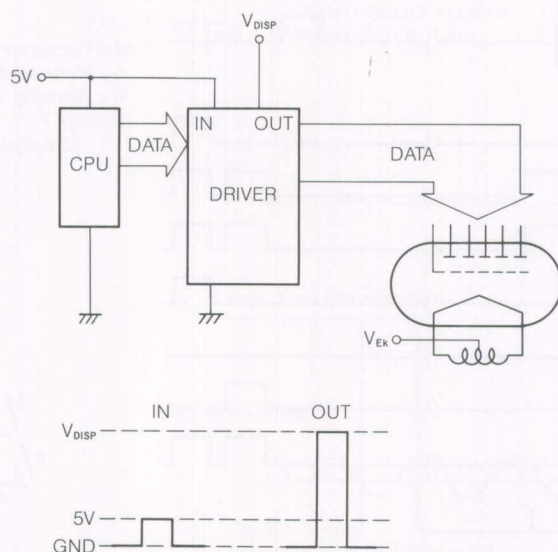 V_DISP
5V
IN OUT
DATA
CPU
DRIVER
DATA
V_Ek
IN OUT
V_DISP
5V
GND